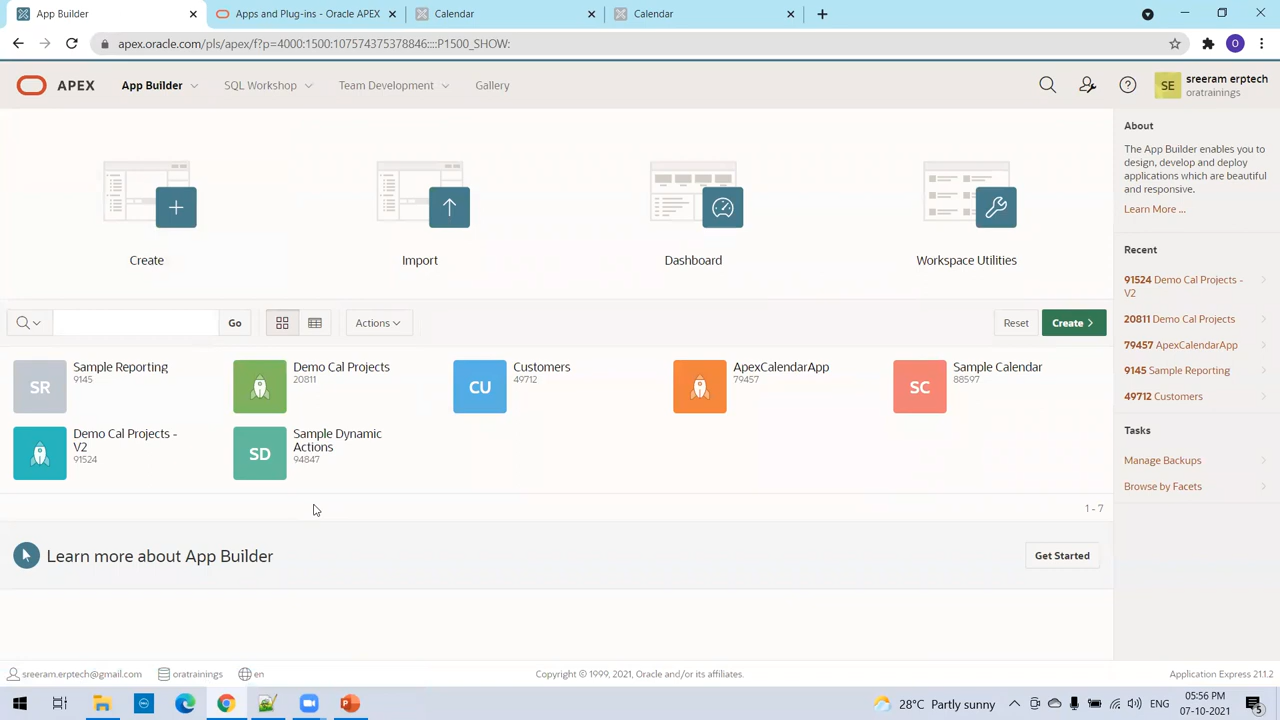 App Builder
Apps and Plug-ins - Oracle APEX
Calendar
Calendar
apex.oracle.com/pls/apex/f?p=4000:1500:107574375378846::::P1500_SHOW:
O
APEX
App Builder
SQL Workshop
Team Development
Gallery
SE
sreeram erptech
oratrainings
Create
Import
Dashboard
Workspace Utilities
Go
Actions
Reset
Create
SR
Sample Reporting
9145
Demo Cal Projects
20811
CU
Customers
49712
ApexCalendarApp
79457
SC
Sample Calendar
88597
Demo Cal Projects -
V2
91524
SD
Sample Dynamic
Actions
94847
1 - 7
Learn more about App Builder
Get Started
About
The App Builder enables you to
design, develop and deploy
applications which are beautiful
and responsive.
Learn More ...
Recent
91524 Demo Cal Projects -
V2
20811 Demo Cal Projects
79457 ApexCalendarApp
9145 Sample Reporting
49712 Customers
Tasks
Manage Backups
Browse by Facets
sreeram.erptech@gmail.com
oratrainings
en
Copyright © 1999, 2021, Oracle and/or its affiliates.
Application Express 21.1.2
28°C Partly sunny
ENG
05:56 PM
07-10-2021
5